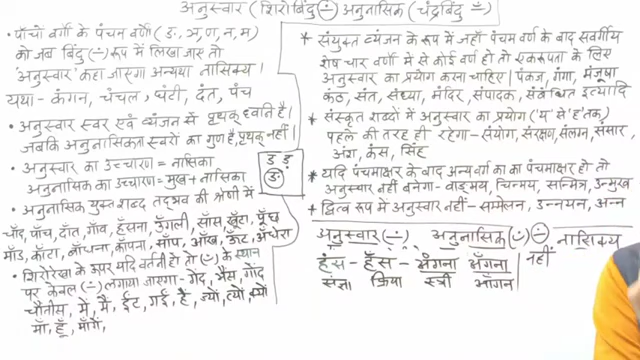 अनुस्वार (शिरोबिंदु ∸) अनुनासिक (चंद्रबिंदु ँ)
• पाँचों वर्गों के पंचम वर्णों (ङ, ञ, ण, न, म)
को जब बिंदु (∸) रूप में लिखा जाए तो
'अनुस्वार' कहा जाएगा अन्यथा नासिक्य।
यथा - कंगन, चंचल, घंटी, दंत, पंच
• अनुस्वार स्वर एवं व्यंजन से पृथक् ध्वनि है।
जबकि अनुनासिकता स्वरों का गुण है, पृथक् नहीं।
• अनुस्वार का उच्चारण = नासिका
अनुनासिक का उच्चारण = मुख + नासिका
ड ड़
ङ
• अनुनासिक युक्त शब्द तद्भव की श्रेणी में
चाँद, पाँच, दाँत, गाँव, हँसना, उँगली, साँस, खूँटा, पूँछ
माँड, काँटा, बाँधना, काँपना, साँप, आँख, ऊँट, अँधेरा
• शिरोरेखा के ऊपर यदि वर्तनी हो तो (ँ) के स्थान
पर केवल (∸) लगाया जाएगा - गेंद, भैंस, गोंद
चौंतीस, में, मैं, ईंट, गईं, हैं, ज्यों, त्यों, क्यों
माँ, हूँ, माँगें,
* संयुक्त व्यंजन के रूप में जहाँ पंचम वर्ण के बाद सवर्गीय
शेष चार वर्णों में से कोई वर्ण हो तो एकरूपता के लिए
अनुस्वार का प्रयोग करना चाहिए। पंकज, गंगा, मंजूषा
कंठ, संत, संध्या, मंदिर, संपादक, संबंधित इत्यादि
* संस्कृत शब्दों में अनुस्वार का प्रयोग ('य' से 'ह' तक)
पहले की तरह ही रहेगा - संयोग, संरक्षण, संलग्न, संसार
अंश, कंस, सिंह
* यदि पंचमाक्षर के बाद अन्य वर्ग का पंचमाक्षर हो तो
अनुस्वार नहीं बनेगा - वाङ्मय, चिन्मय, सन्मित्र, उन्मुख
* द्वित्व रूप में अनुस्वार नहीं - सम्मेलन, उन्नयन, अन्न
अनुस्वार (∸) अनुनासिक (ँ) ∸ नासिक्य
हंस - हँस - अंगना अँगना नहीं
संज्ञा क्रिया स्त्री आँगन